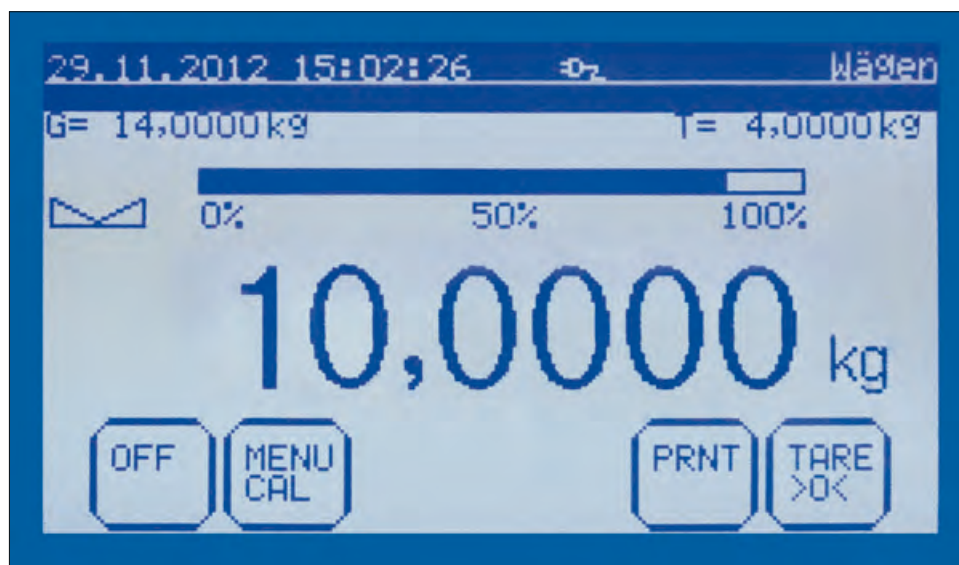 29.11.2012 15:02:26 Wägen
G= 14,0000kg T= 4,0000kg
0% 50% 100%
10,0000 kg
OFF MENU PRNT TARE
CAL >0<